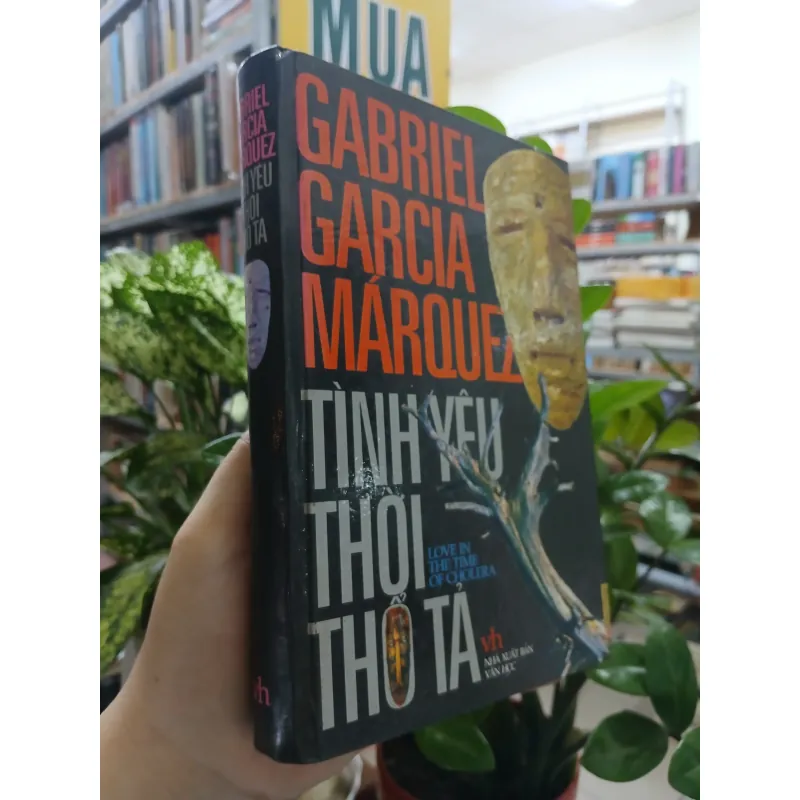 MUA
GABRIEL
GARCIA
MÁRQUEZ
TÌNH YÊU
THỜI
THỔ TẢ
LOVE IN
THE TIME
OF CHOLERA
vh
NHÀ XUẤT BẢN
VĂN HỌC
vh